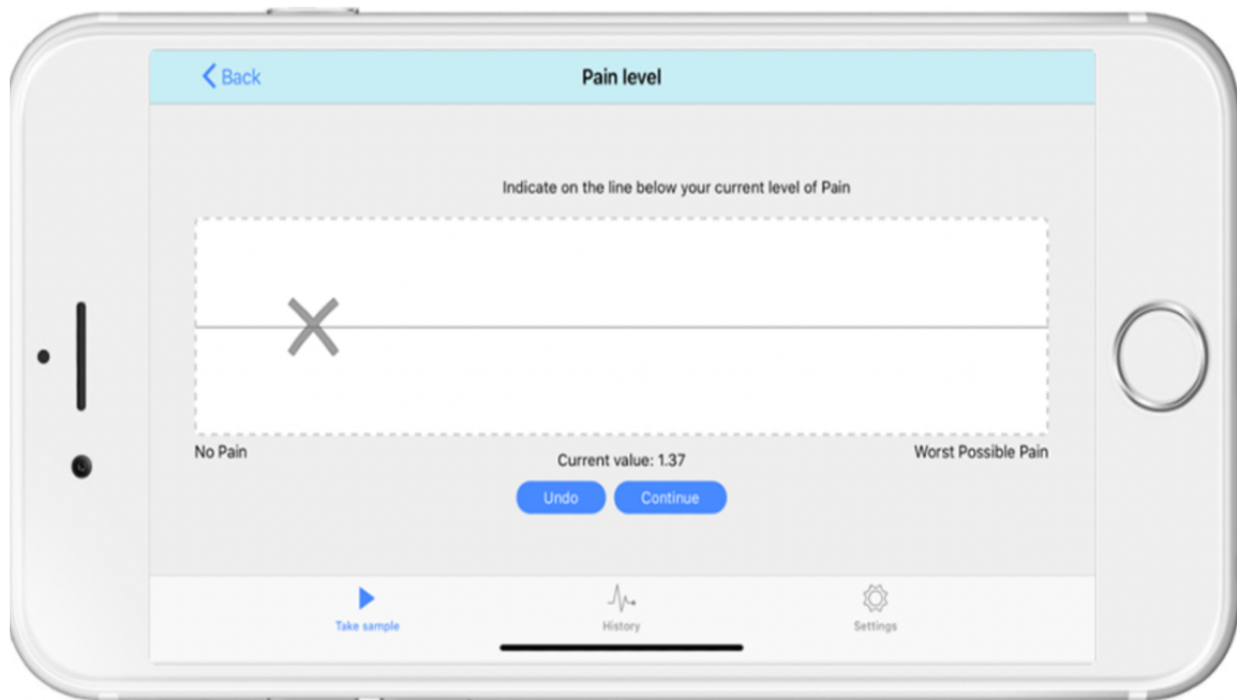 Back
Pain level
Indicate on the line below your current level of Pain
No Pain
Worst Possible Pain
Current value: 1.37
Undo
Continue
Take sample
History
Settings